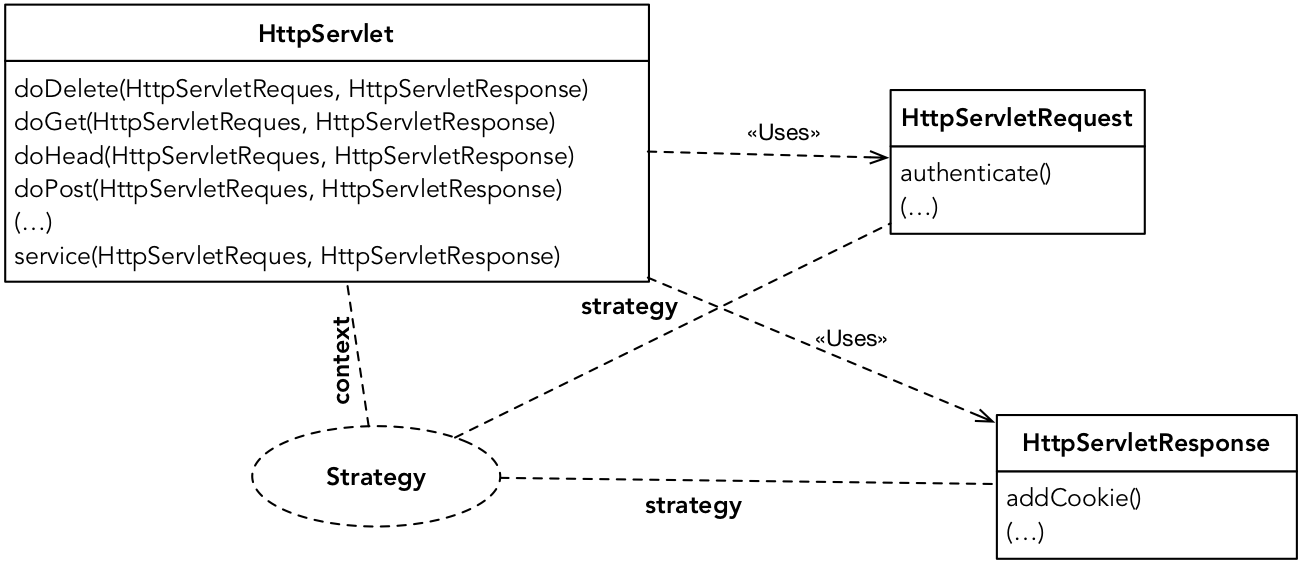 HttpServlet
doDelete(HttpServletReques, HttpServletResponse)
doGet(HttpServletReques, HttpServletResponse)
doHead(HttpServletReques, HttpServletResponse)
doPost(HttpServletReques, HttpServletResponse)
(...)
service(HttpServletReques, HttpServletResponse)
«Uses»
HttpServletRequest
authenticate()
(...)
strategy
«Uses»
context
Strategy
strategy
HttpServletResponse
addCookie()
(...)